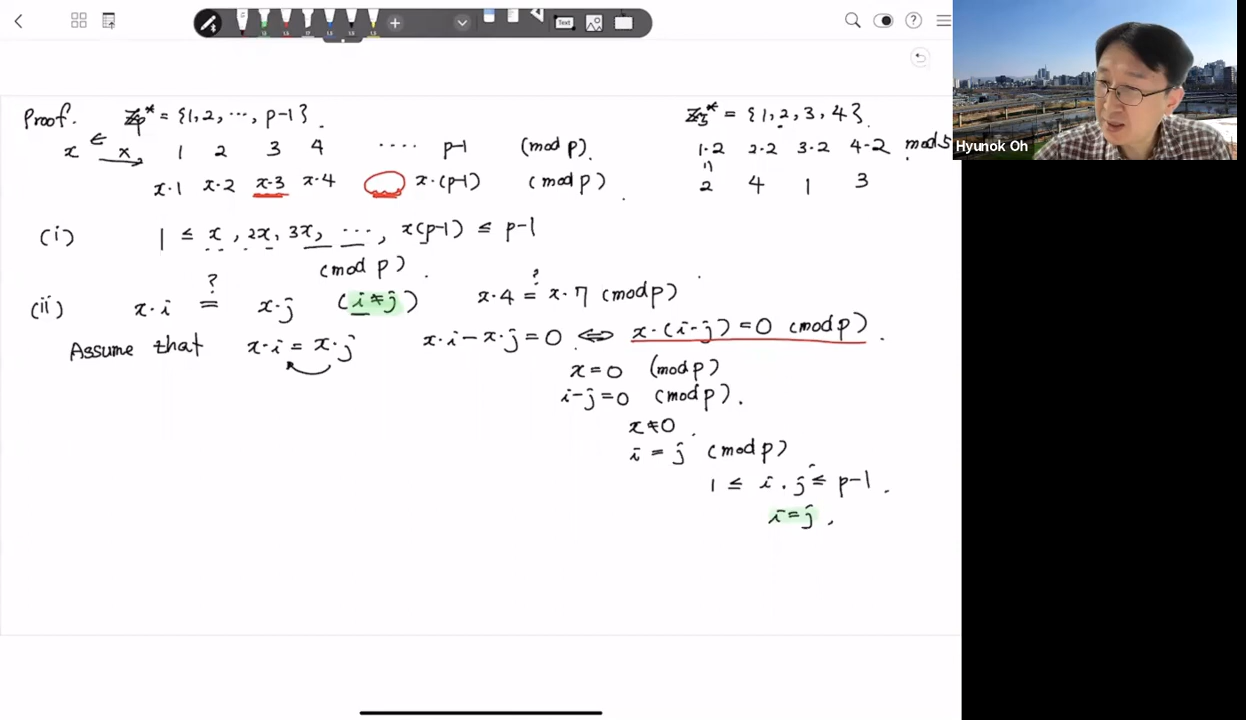 Text
Hyunok Oh
Proof. Zp* = {1, 2, ⋯, p-1}.
x ∈ × → 1 2 3 4 ⋯⋅ p-1 (mod p).
x·1 x·2 x·3 x·4 x·(p-1) (mod p).
Z5* = {1, 2, 3, 4}.
1·2 2·2 3·2 4·2 mod 5
=
2 4 1 3
(i) 1 ≤ x, 2x, 3x, ⋯, x(p-1) ≤ p-1
(mod p).
(ii) x·i ?= x·j (i≠j) x·4 ?= x·7 (mod p)
Assume that x·i = x·j x·i - x·j = 0 ⟺ x·(i-j) = 0 (mod p).
x = 0 (mod p)
i-j = 0 (mod p).
x ≠ 0.
i = j (mod p)
1 ≤ i, j ≤ p-1.
i=j.